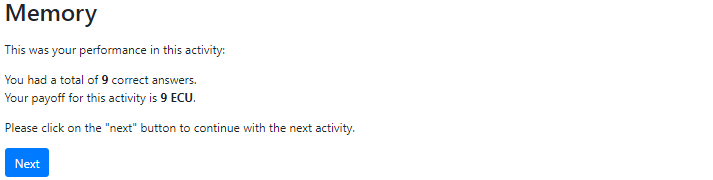 Memory
This was your performance in this activity:
You had a total of 9 correct answers.
Your payoff for this activity is 9 ECU.
Please click on the "next" button to continue with the next activity.
Next